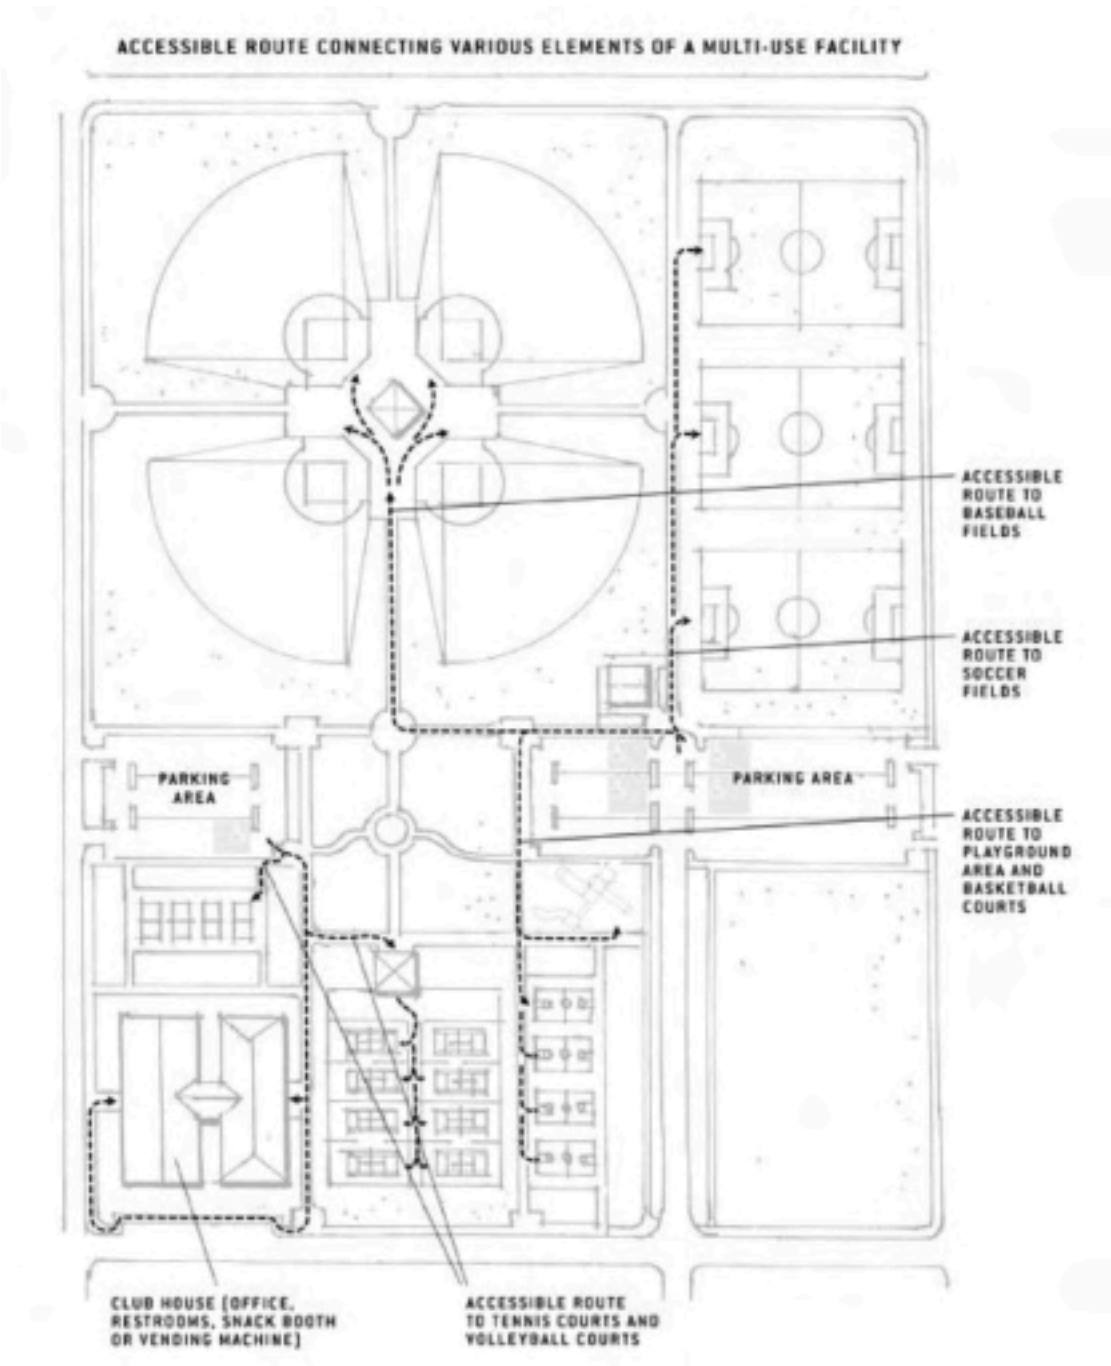 ACCESSIBLE ROUTE CONNECTING VARIOUS ELEMENTS OF A MULTI-USE FACILITY
ACCESSIBLE
ROUTE TO
BASEBALL
FIELDS
ACCESSIBLE
ROUTE TO
SOCCER
FIELDS
PARKING
AREA
PARKING AREA
ACCESSIBLE
ROUTE TO
PLAYGROUND
AREA AND
BASKETBALL
COURTS
CLUB HOUSE [OFFICE,
RESTROOMS, SNACK BOOTH
OR VENDING MACHINE]
ACCESSIBLE ROUTE
TO TENNIS COURTS AND
VOLLEYBALL COURTS